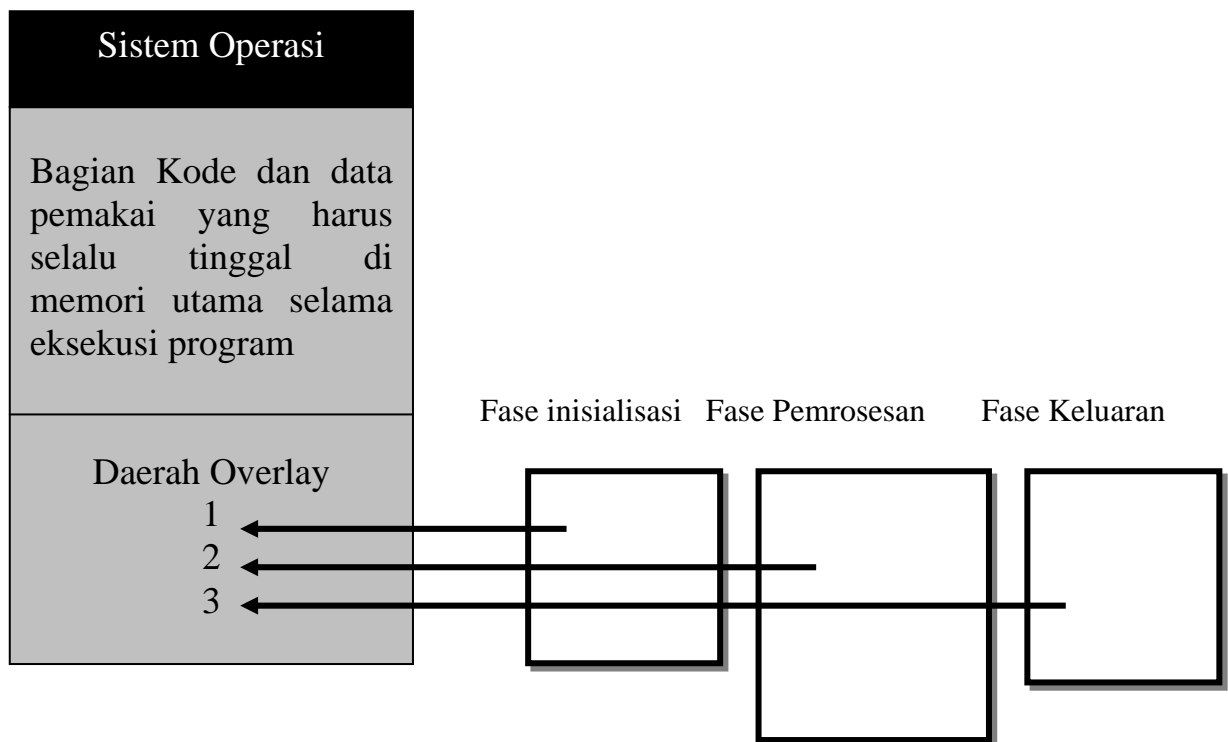 Sistem Operasi
Bagian Kode dan data
pemakai yang harus
selalu tinggal di
memori utama selama
eksekusi program
Fase inisialisasi Fase Pemrosesan Fase Keluaran
Daerah Overlay
1
2
3